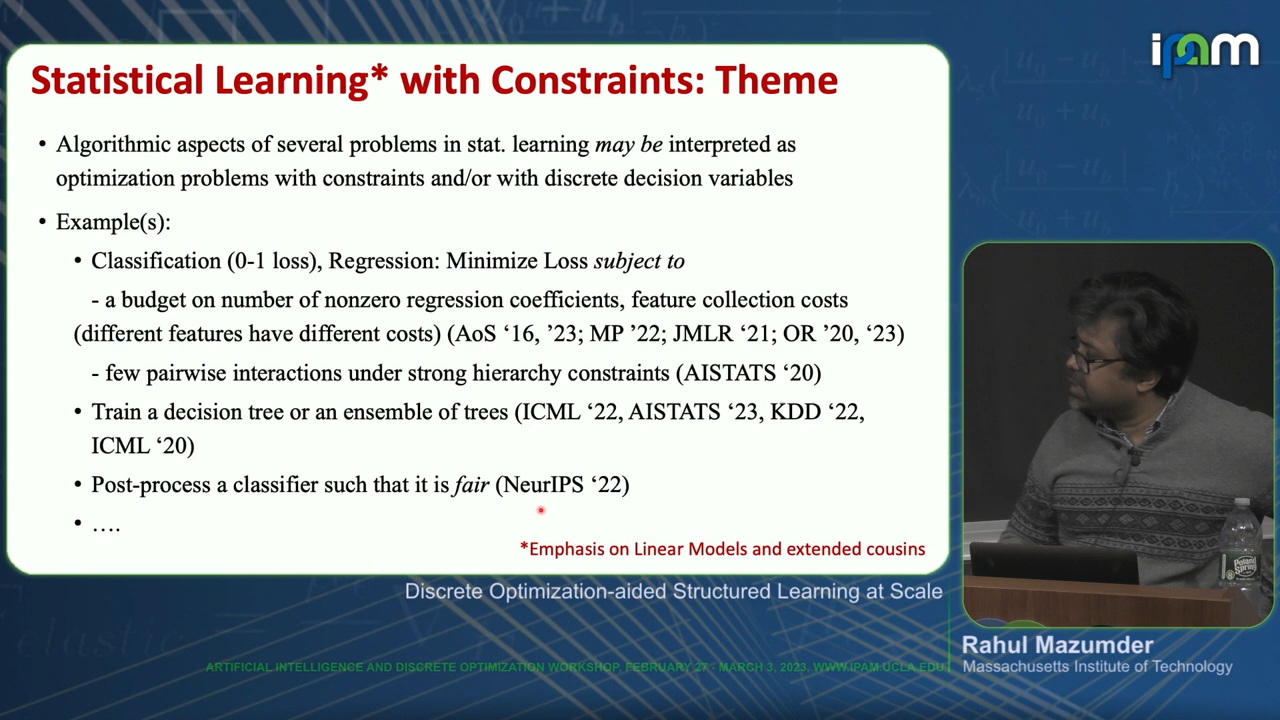 ipam
Statistical Learning* with Constraints: Theme
• Algorithmic aspects of several problems in stat. learning may be interpreted as
optimization problems with constraints and/or with discrete decision variables
• Example(s):
• Classification (0-1 loss), Regression: Minimize Loss subject to
- a budget on number of nonzero regression coefficients, feature collection costs
(different features have different costs) (AoS ‘16, ’23; MP ’22; JMLR ‘21; OR ’20, ‘23)
- few pairwise interactions under strong hierarchy constraints (AISTATS ‘20)
• Train a decision tree or an ensemble of trees (ICML ‘22, AISTATS ‘23, KDD ‘22,
ICML ‘20)
• Post-process a classifier such that it is fair (NeurIPS ‘22)
• ….
*Emphasis on Linear Models and extended cousins
Discrete Optimization-aided Structured Learning at Scale
Poland
Spring
Rahul Mazumder
Massachusetts Institute of Technology
ARTIFICIAL INTELLIGENCE AND DISCRETE OPTIMIZATION WORKSHOP, FEBRUARY 27 - MARCH 3, 2023, WWW.IPAM.UCLA.EDU
elastic